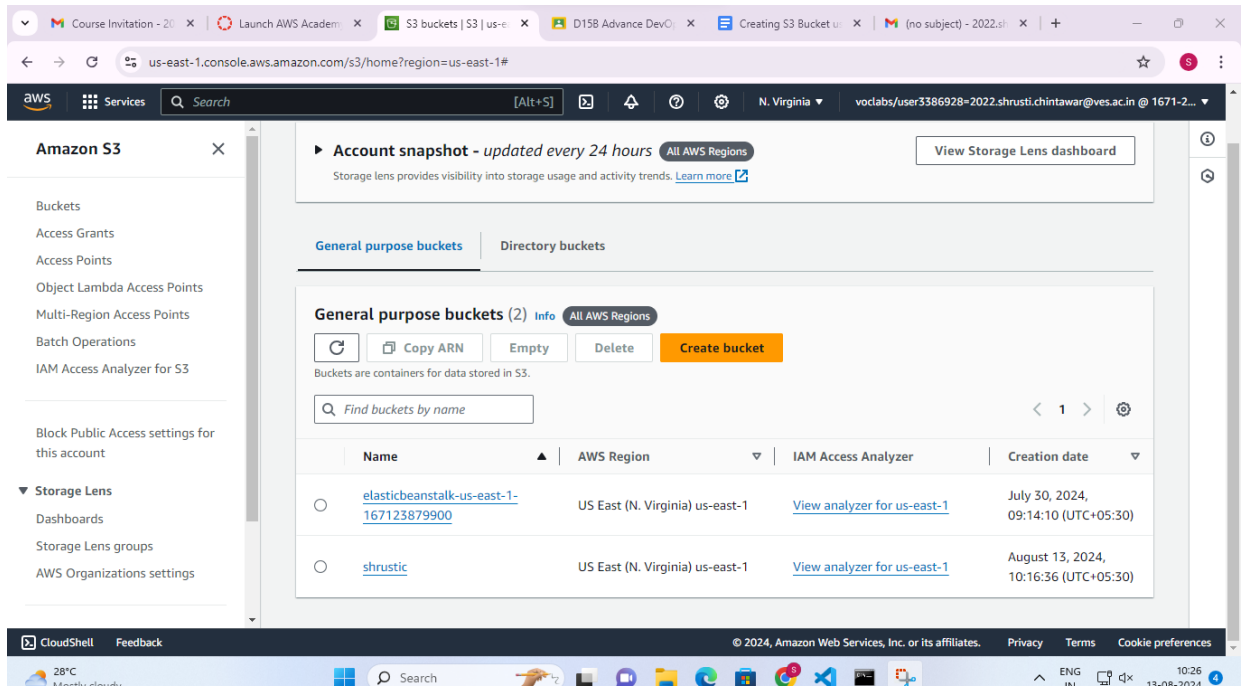 Course Invitation - 20
Launch AWS Academ
S3 buckets | S3 | us-e
D15B Advance DevO
Creating S3 Bucket u
(no subject) - 2022.sh
us-east-1.console.aws.amazon.com/s3/home?region=us-east-1#
S
aws
Services
Search
[Alt+S]
N. Virginia
voclabs/user3386928=2022.shrusti.chintawar@ves.ac.in @ 1671-2...
Amazon S3
Buckets
Access Grants
Access Points
Object Lambda Access Points
Multi-Region Access Points
Batch Operations
IAM Access Analyzer for S3
Block Public Access settings for
this account
Storage Lens
Dashboards
Storage Lens groups
AWS Organizations settings
Account snapshot - updated every 24 hours All AWS Regions
View Storage Lens dashboard
Storage lens provides visibility into storage usage and activity trends. Learn more
General purpose buckets
Directory buckets
General purpose buckets (2) Info All AWS Regions
Copy ARN
Empty
Delete
Create bucket
Buckets are containers for data stored in S3.
Find buckets by name
1
Name
AWS Region
IAM Access Analyzer
Creation date
elasticbeanstalk-us-east-1-
167123879900
US East (N. Virginia) us-east-1
View analyzer for us-east-1
July 30, 2024,
09:14:10 (UTC+05:30)
shrustic
US East (N. Virginia) us-east-1
View analyzer for us-east-1
August 13, 2024,
10:16:36 (UTC+05:30)
CloudShell
Feedback
© 2024, Amazon Web Services, Inc. or its affiliates.
Privacy
Terms
Cookie preferences
28°C
Mostly cloudy
Search
S
ENG
IN
10:26
13-08-2024
4